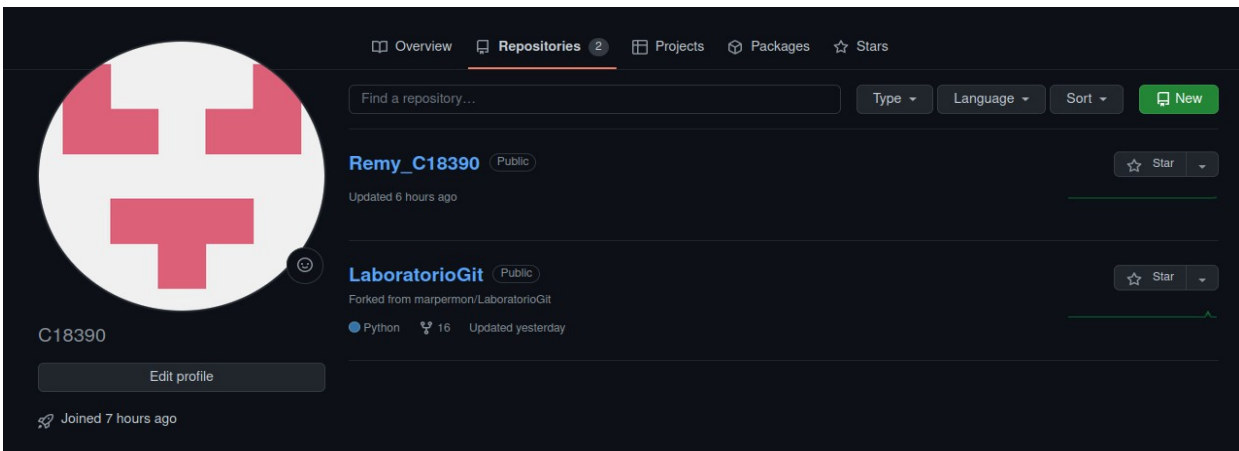 Overview Repositories 2 Projects Packages Stars
Find a repository… Type Language Sort New
Remy_C18390 Public Star
Updated 6 hours ago
LaboratorioGit Public Star
Forked from marpermon/LaboratorioGit
Python 16 Updated yesterday
C18390
Edit profile
Joined 7 hours ago